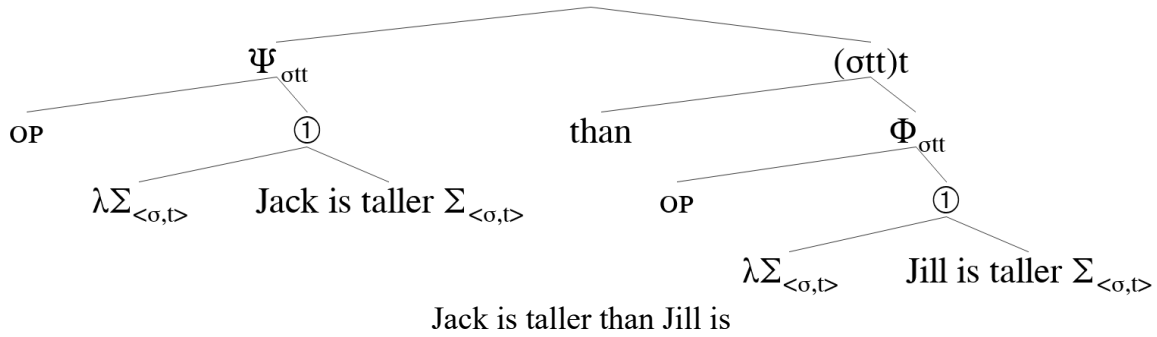 Ψσtt (σtt)t
OP ① than Φσtt
λΣ<σ,t> Jack is taller Σ<σ,t> OP ①
λΣ<σ,t> Jill is taller Σ<σ,t>
Jack is taller than Jill is